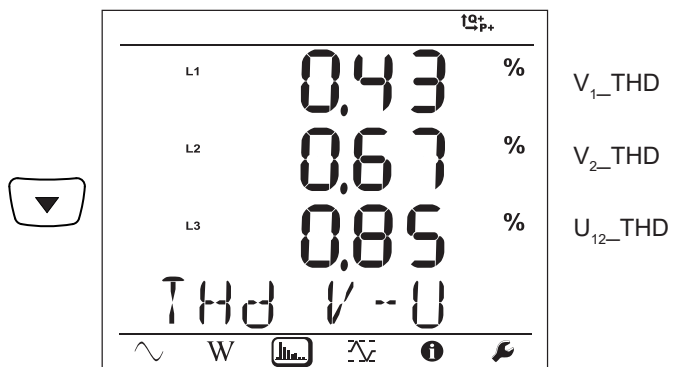 Q+
P+
L1 0.43 % V₁_THD
L2 0.67 % V₂_THD
L3 0.85 % U₁₂_THD
THd V-U
W